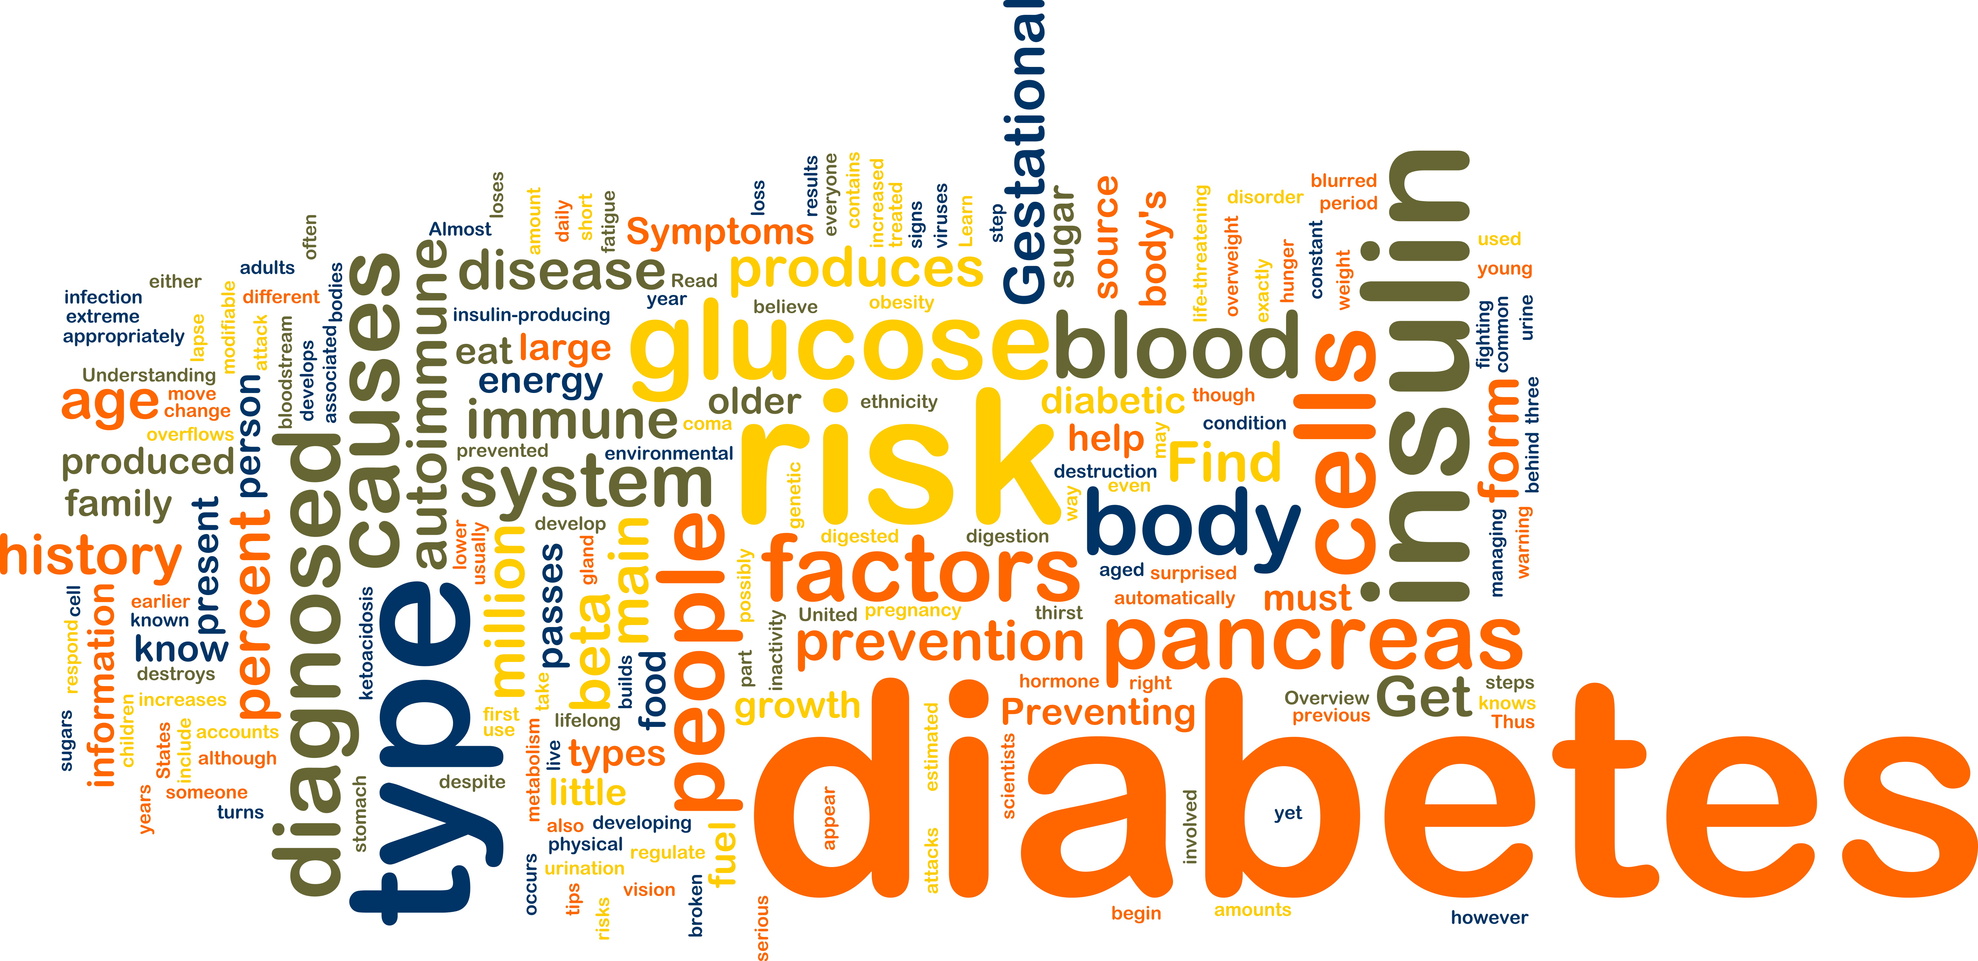 Gestational
insulin
losses
amount
daily
short
fatigue
loss
results
everyone
contains
increased
treated
signs
viruses
Learn
step
sugar
source
body's
life-threatening
disorder
overweight
exactly
hunger
constant
weight
blurred
period
used
young
often
Almost
Symptoms
either
adults
bodies
causes
autoimmune
disease
Read
produces
infection
extreme
appropriately
modifiable
different
lapse
attack
bloodstream
develops
associated
insulin-producing
year
believe
obesity
glucose
blood
cells
fighting
common
urine
eat
large
energy
Understanding
age
move
change
person
older
ethnicity
diabetic
though
form
behind
three
immune
coma
risk
help
may
condition
overflows
produced
diagnosed
prevented
environmental
system
genetic
destruction
even
way
Find
family
present
percent
history
lower
usually
million
develop
gland
main
passes
beta
people
digested
digestion
body
factors
possibly
aged
surprised
automatically
must
managing
warning
cell
respond
information
earlier
known
know
destroys
ketoacidosis
type
United
pregnancy
thirst
inactivity
part
prevention
pancreas
builds
food
take
increases
children
sugars
States
include
accounts
although
someone
years
turns
stomach
first
use
lifelong
metabolism
live
types
growth
hormone
right
Preventing
Overview
previous
Get
steps
knows
Thus
despite
little
diabetes
estimated
scientists
appear
attacks
involved
yet
also
developing
physical
regulate
fuel
urination
occurs
tips
vision
risks
broken
serious
begin
amounts
however